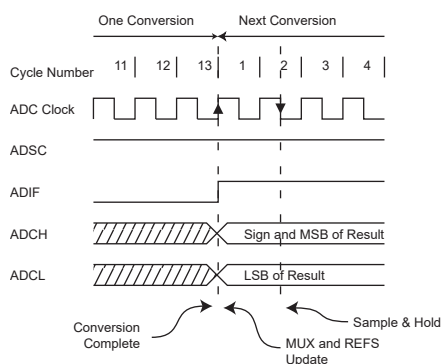 One Conversion Next Conversion
Cycle Number 11 12 13 1 2 3 4
ADC Clock
ADSC
ADIF
ADCH Sign and MSB of Result
ADCL LSB of Result
Sample & Hold
Conversion
Complete
MUX and REFS
Update